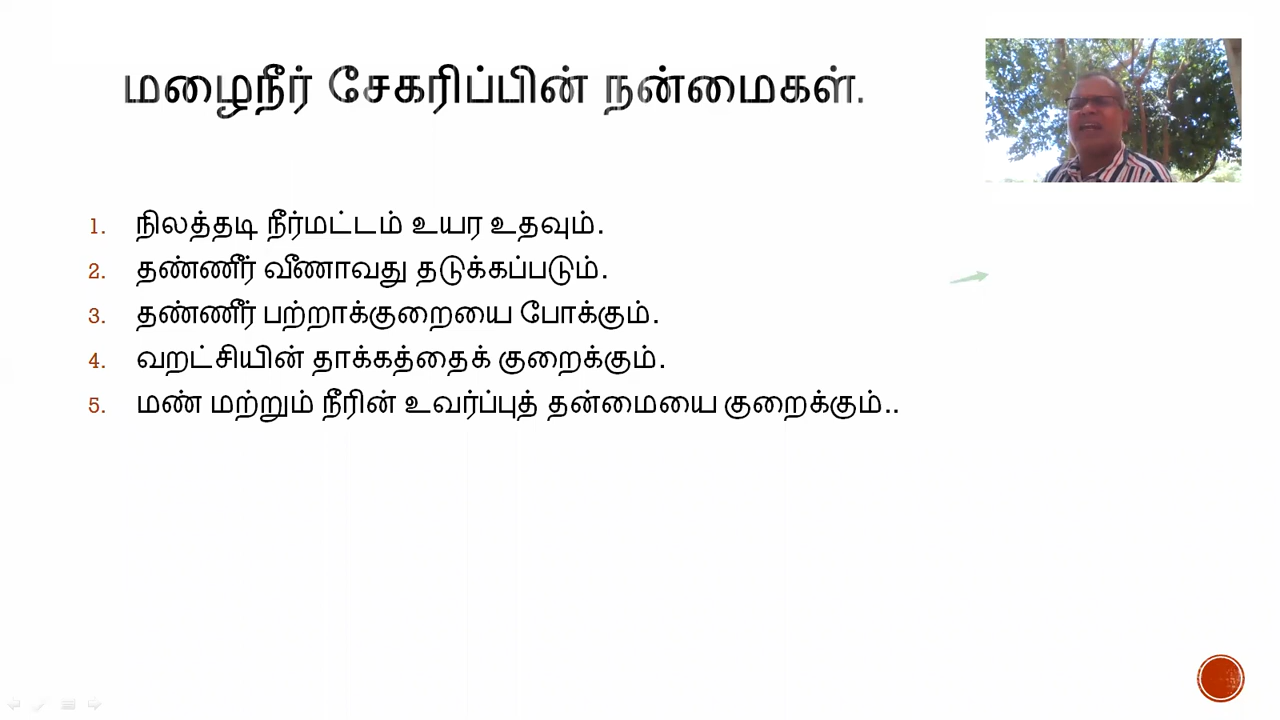 மழைநீர் சேகரிப்பின் நன்மைகள்.
1. நிலத்தடி நீர்மட்டம் உயர உதவும்.
2. தண்ணீர் வீணாவது தடுக்கப்படும்.
3. தண்ணீர் பற்றாக்குறையை போக்கும்.
4. வறட்சியின் தாக்கத்தைக் குறைக்கும்.
5. மண் மற்றும் நீரின் உவர்ப்புத் தன்மையை குறைக்கும்..